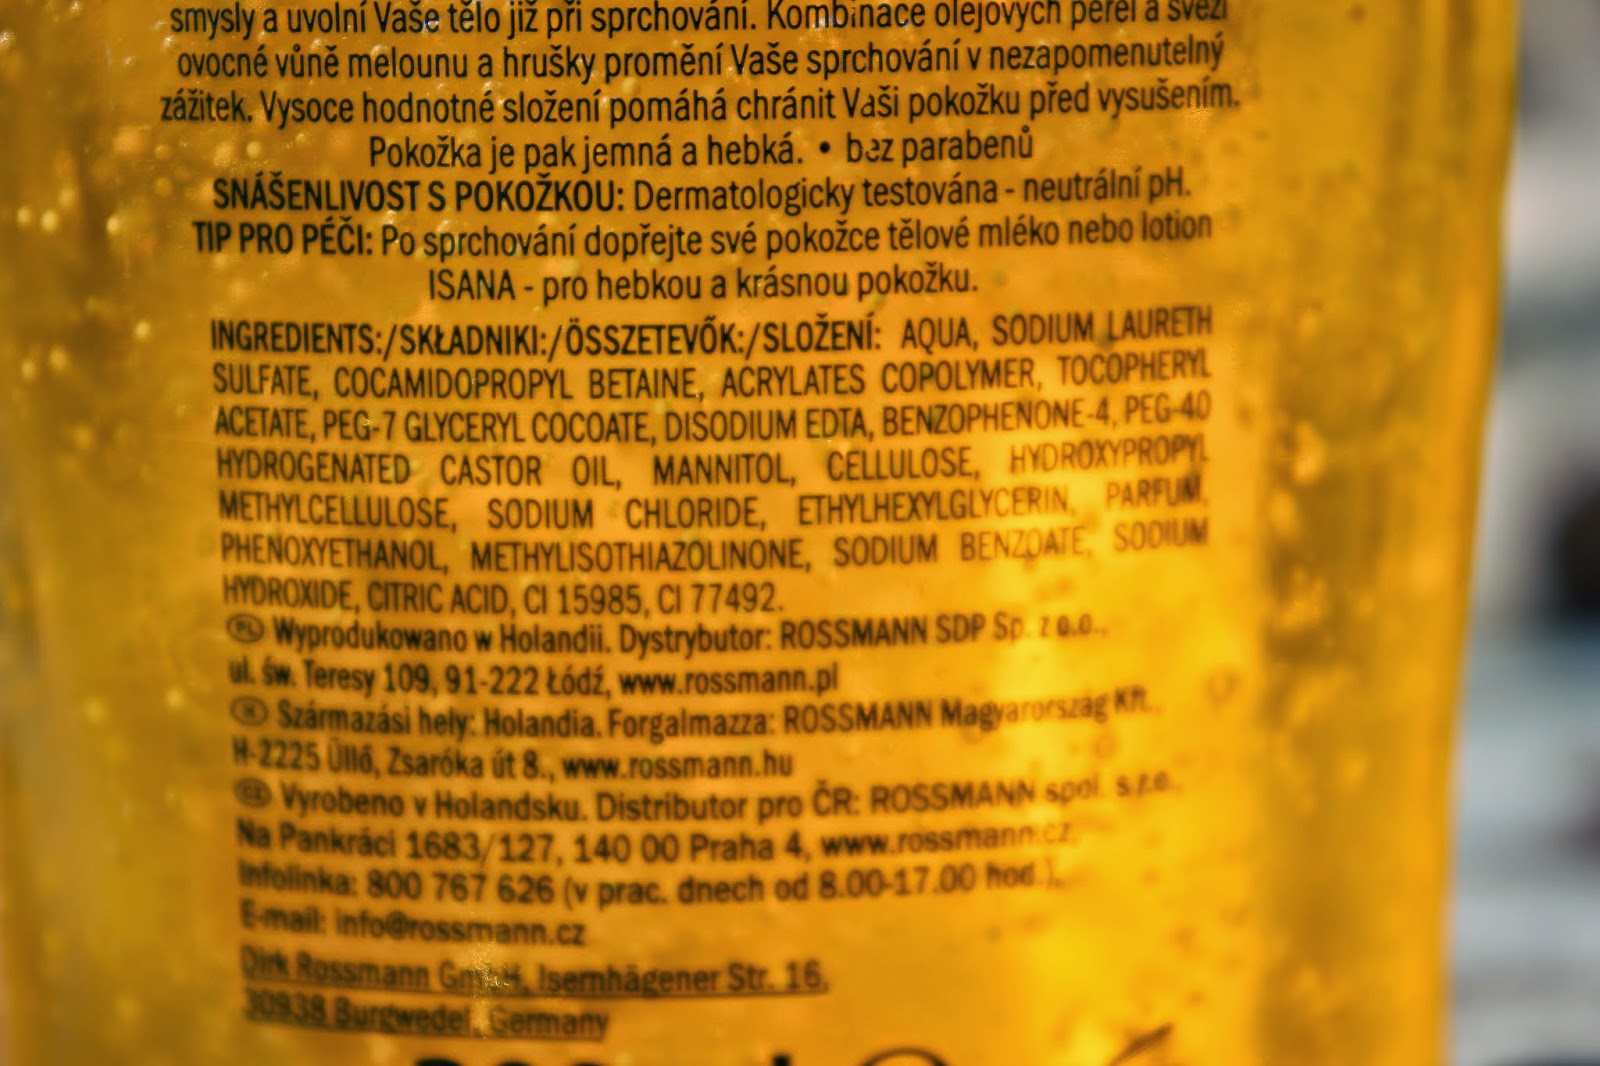 smysly a uvolní Vaše tělo již při sprchování. Kombinace olejových perel a svěží
ovocné vůně melounu a hrušky promění Vaše sprchování v nezapomenutelný
zážitek. Vysoce hodnotné složení pomáhá chránit Vaši pokožku před vysušením.
Pokožka je pak jemná a hebká. • bez parabenů
SNÁŠENLIVOST S POKOŽKOU: Dermatologicky testována - neutrální pH.
TIP PRO PÉČI: Po sprchování dopřejte své pokožce tělové mléko nebo lotion
ISANA - pro hebkou a krásnou pokožku.
INGREDIENTS:/SKŁADNIKI:/ÖSSZETEVŐK:/SLOŽENÍ: AQUA, SODIUM LAURETH
SULFATE, COCAMIDOPROPYL BETAINE, ACRYLATES COPOLYMER, TOCOPHERYL
ACETATE, PEG-7 GLYCERYL COCOATE, DISODIUM EDTA, BENZOPHENONE-4, PEG-40
HYDROGENATED CASTOR OIL, MANNITOL, CELLULOSE, HYDROXYPROPYL
METHYLCELLULOSE, SODIUM CHLORIDE, ETHYLHEXYLGLYCERIN, PARFUM,
PHENOXYETHANOL, METHYLISOTHIAZOLINONE, SODIUM BENZOATE, SODIUM
HYDROXIDE, CITRIC ACID, CI 15985, CI 77492.
PL Wyprodukowano w Holandii. Dystrybutor: ROSSMANN SDP Sp. z o.o.,
ul. św. Teresy 109, 91-222 Łódź, www.rossmann.pl
H Származási hely: Holandia. Forgalmazza: ROSSMANN Magyarország Kft.,
H-2225 Üllő, Zsaróka út 8., www.rossmann.hu
CZ Vyrobeno v Holandsku. Distributor pro ČR: ROSSMANN spol. s r.o.,
Na Pankráci 1683/127, 140 00 Praha 4, www.rossmann.cz,
Infolinka: 800 767 626 (v prac. dnech od 8.00-17.00 hod.),
E-mail: info@rossmann.cz
Dirk Rossmann GmbH, Isernhägener Str. 16,
30938 Burgwedel, Germany